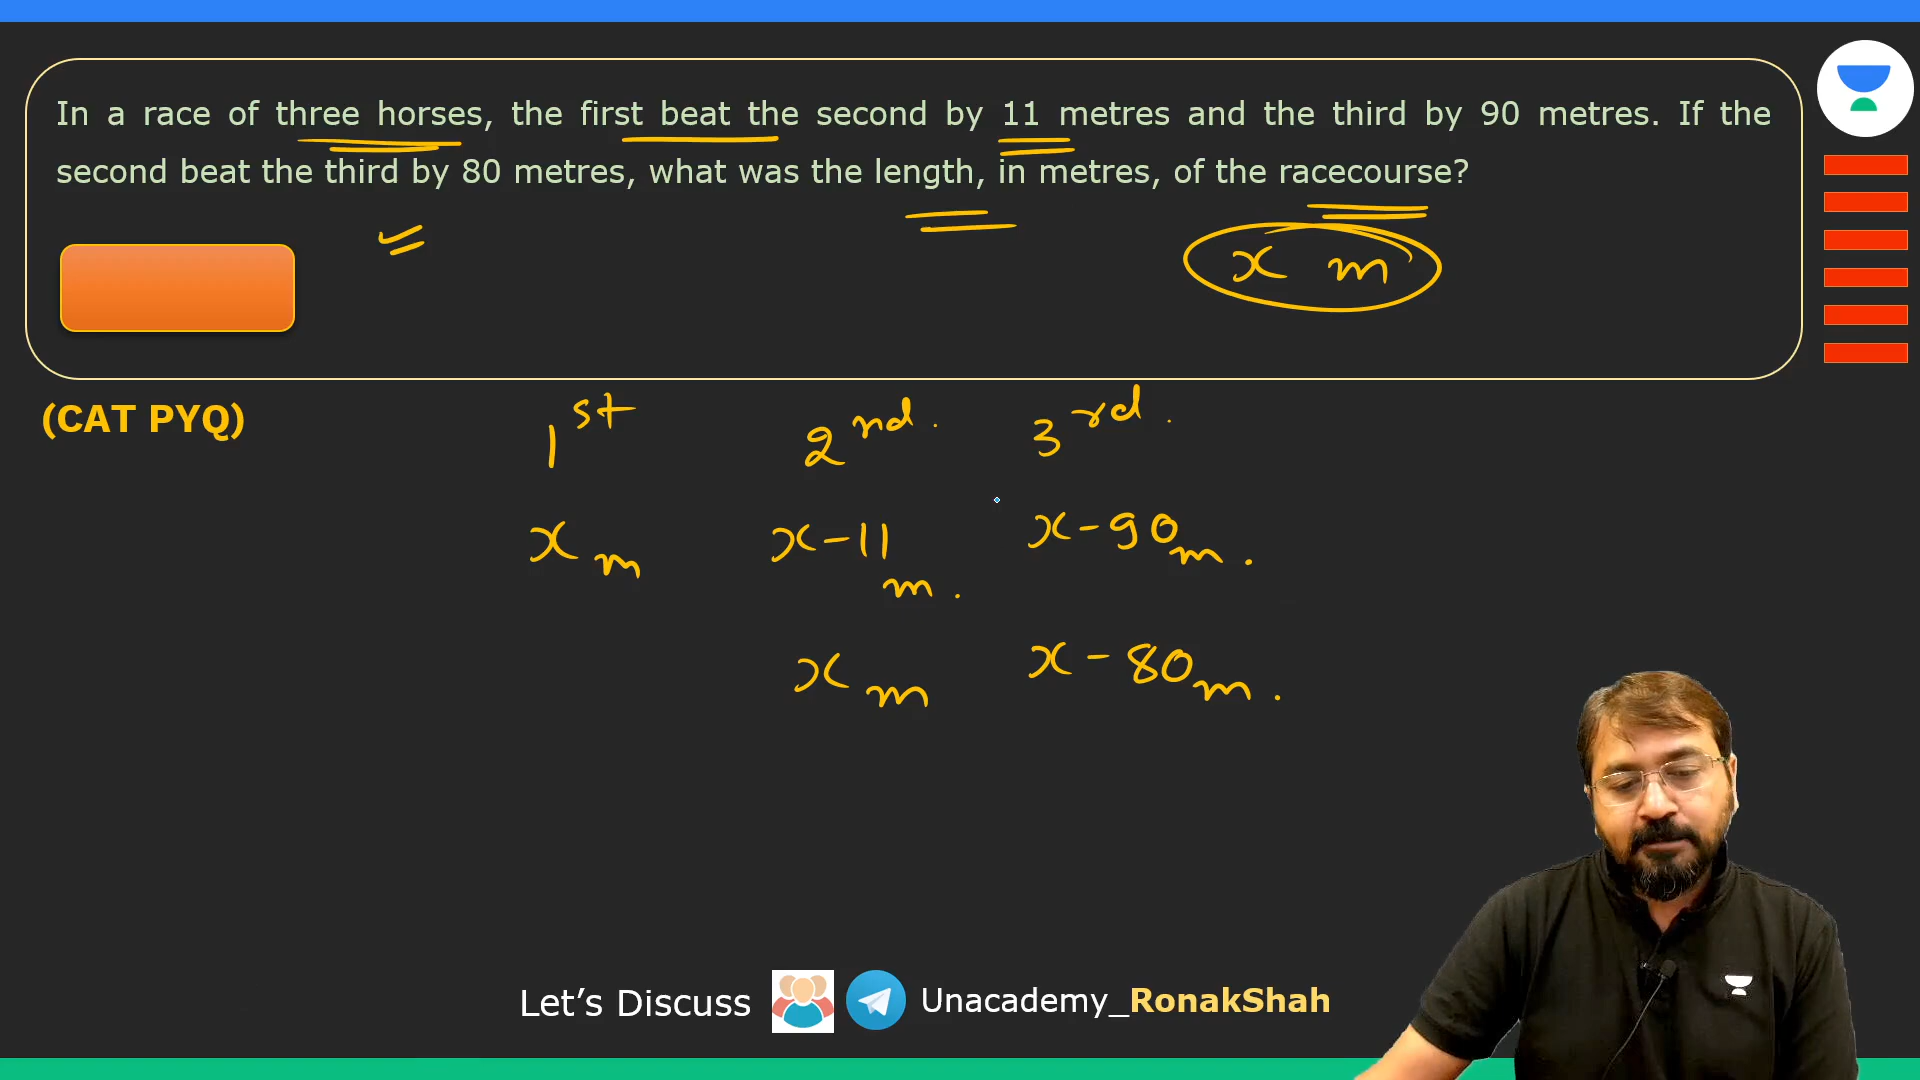 In a race of three horses, the first beat the second by 11 metres and the third by 90 metres. If the
second beat the third by 80 metres, what was the length, in metres, of the racecourse?
x m
(CAT PYQ)
1st 2nd. 3rd.
x m x-11 m. x-90 m.
x m x-80 m.
Let’s Discuss Unacademy_RonakShah